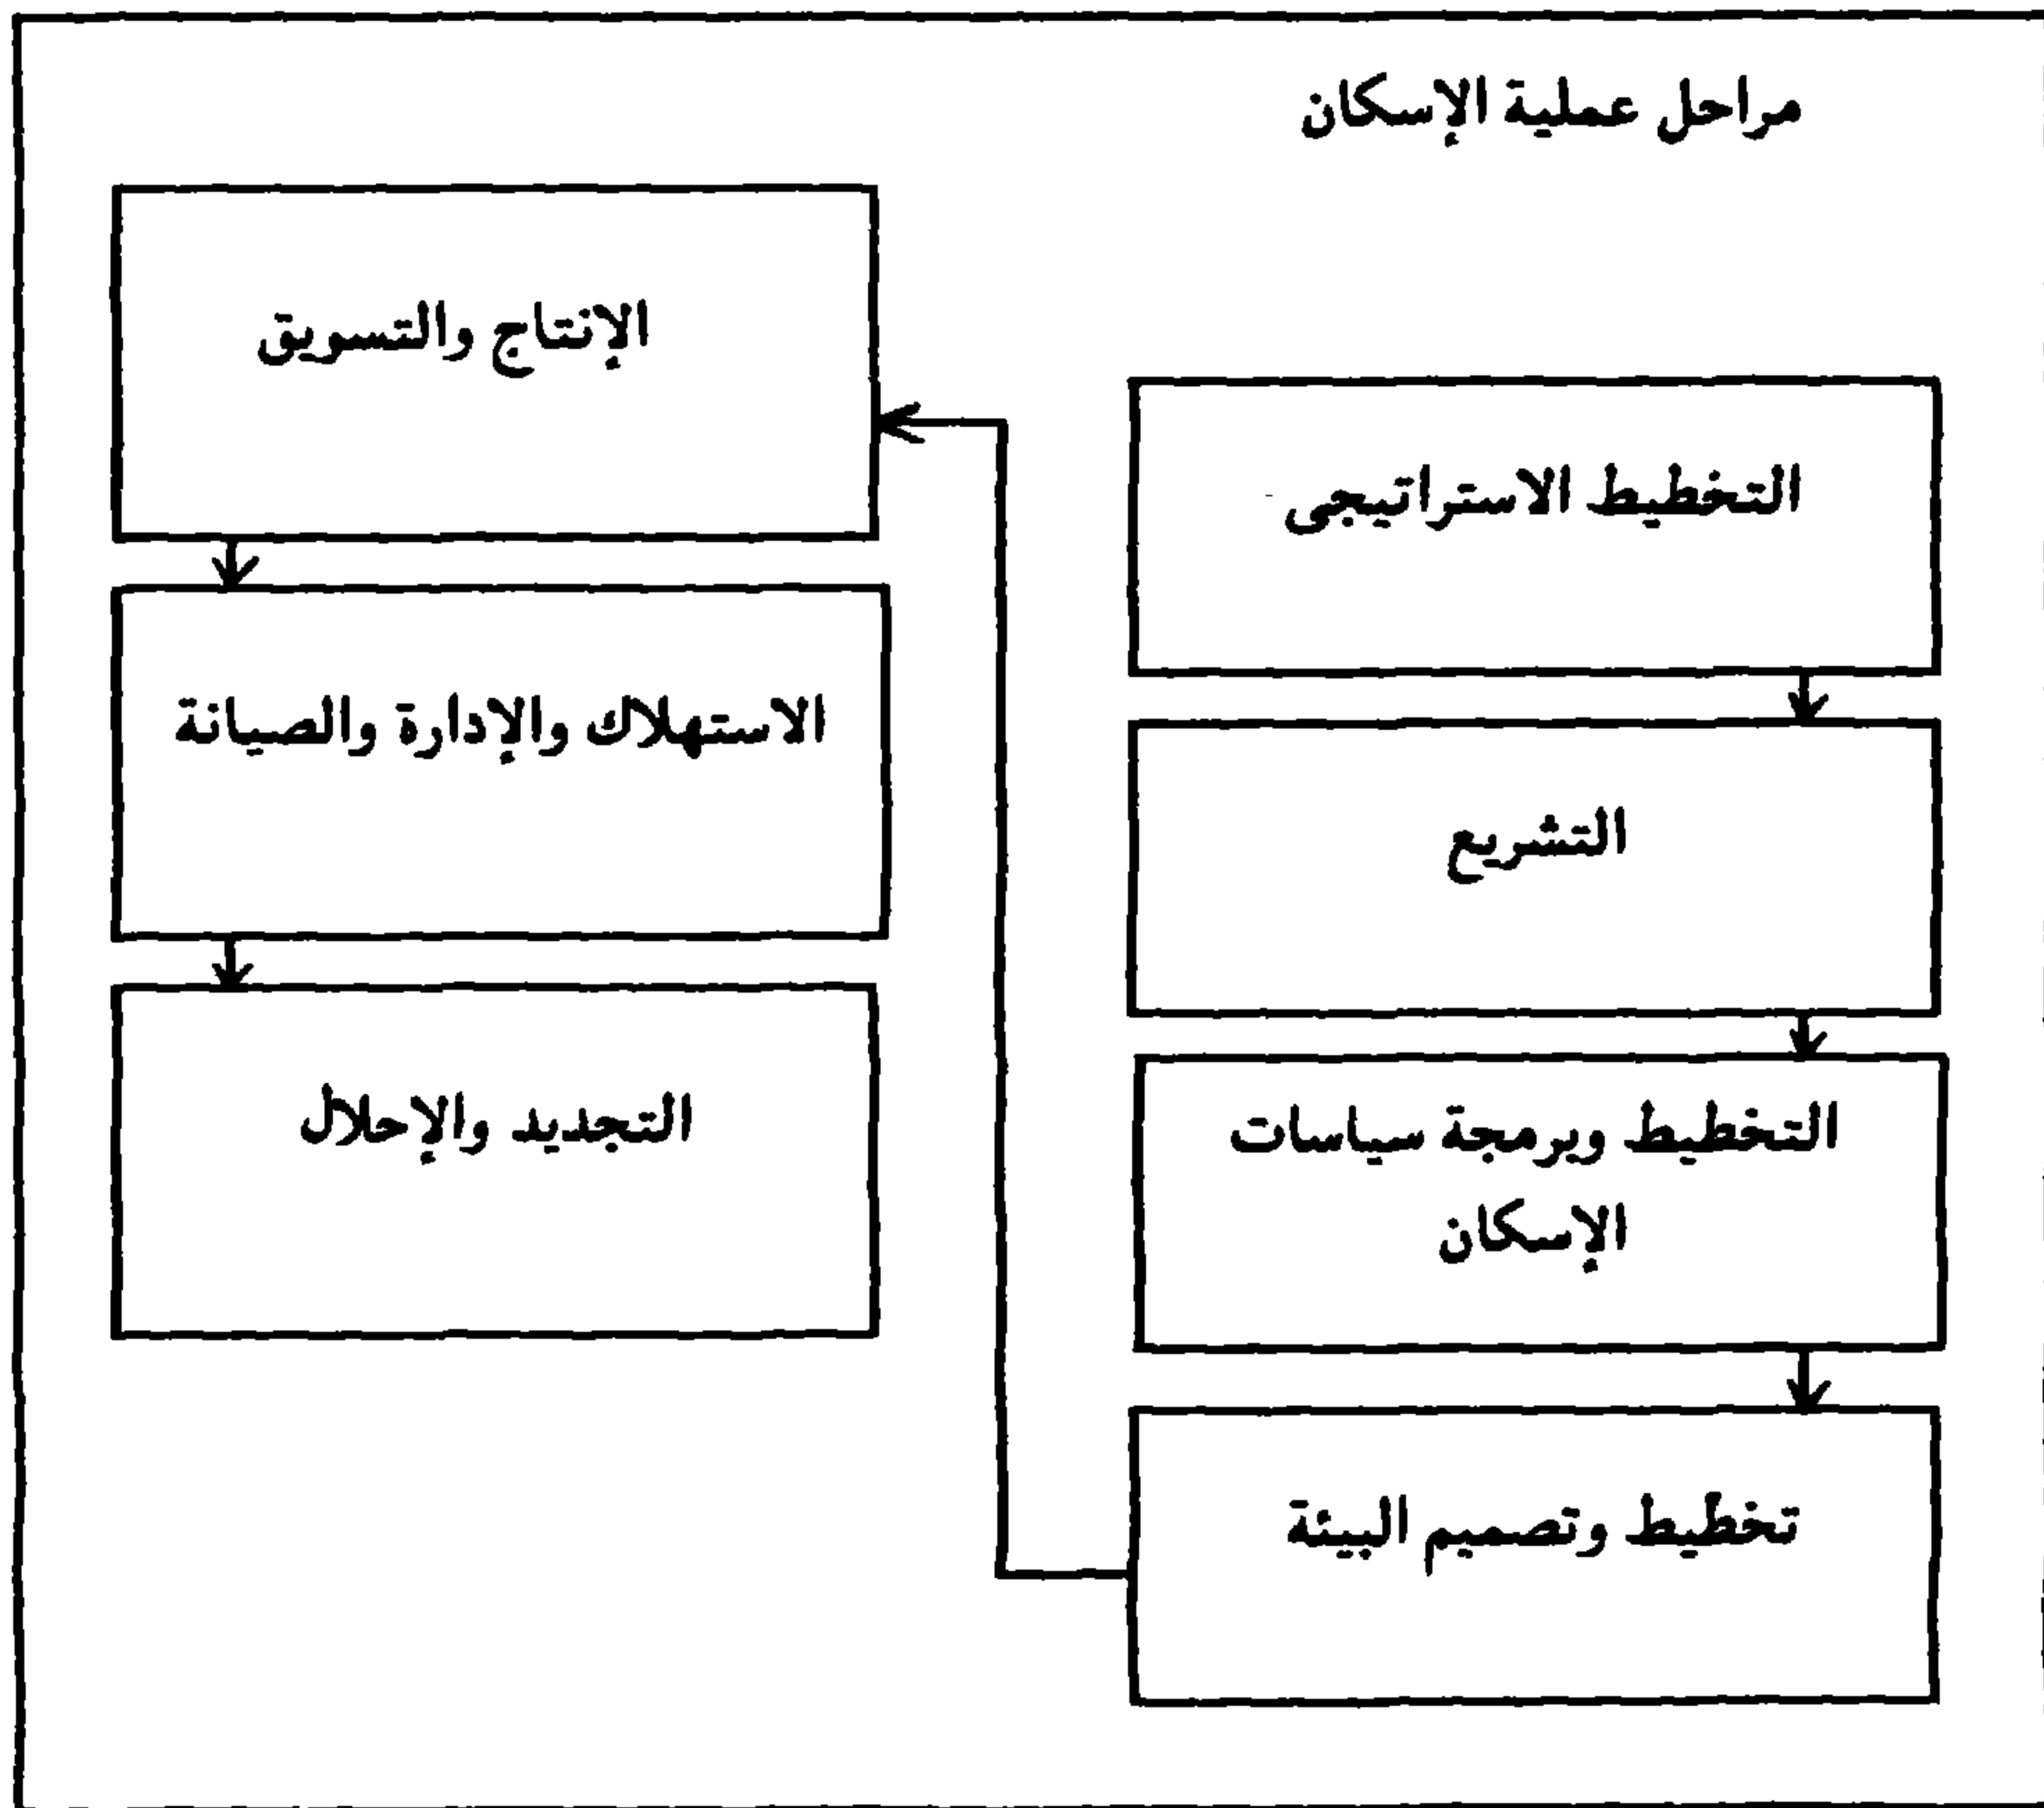 مراحل عملية الإسكان
التخطيط الاستراتيجى
التشريع
التخطيط وبرمجة سياسات
الإسكان
تخطيط وتصميم البيئة
الإنتاج والتسويق
الاستهلاك والإدارة والصيانة
التجديد والإحلال